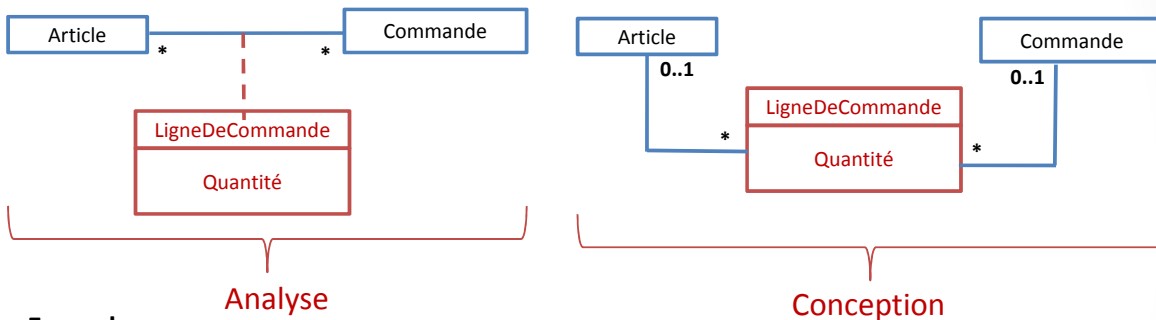 Article
*
*
Commande
LigneDeCommande
Quantité
Analyse
Article
0..1
Commande
0..1
LigneDeCommande
*
*
Quantité
Conception